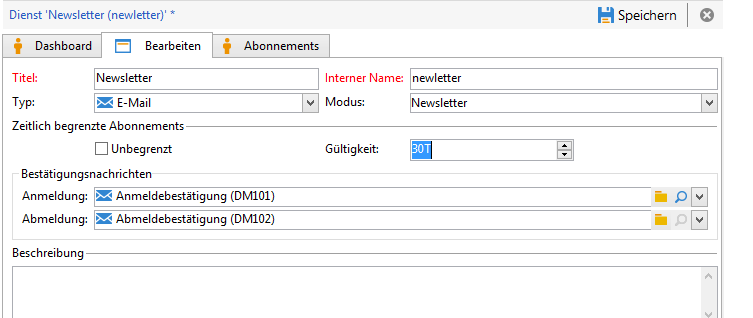 Dienst 'Newsletter (newletter)' *
Speichern
Dashboard Bearbeiten Abonnements
Titel: Newsletter Interner Name: newletter
Typ: E-Mail Modus: Newsletter
Zeitlich begrenzte Abonnements
Unbegrenzt Gültigkeit: 30T
Bestätigungsnachrichten
Anmeldung: Anmeldebestätigung (DM101)
Abmeldung: Abmeldebestätigung (DM102)
Beschreibung